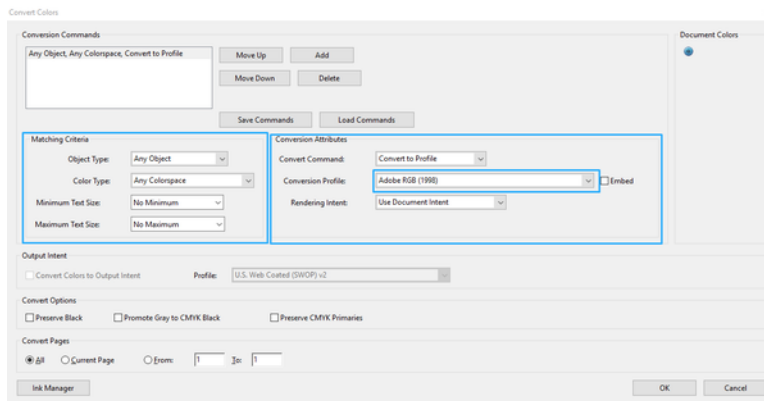 Convert Colors
Conversion Commands
Document Colors
Any Object, Any Colorspace, Convert to Profile
Move Up
Add
Move Down
Delete
Save Commands
Load Commands
Matching Criteria
Object Type: Any Object
Color Type: Any Colorspace
Minimum Text Size: No Minimum
Maximum Text Size: No Maximum
Conversion Attributes
Convert Command: Convert to Profile
Conversion Profile: Adobe RGB (1998) Embed
Rendering Intent: Use Document Intent
Output Intent
Convert Colors to Output Intent Profile: U.S. Web Coated (SWOP) v2
Convert Options
Preserve Black Promote Gray to CMYK Black Preserve CMYK Primaries
Convert Pages
All Current Page From: 1 To: 1
Ink Manager OK Cancel